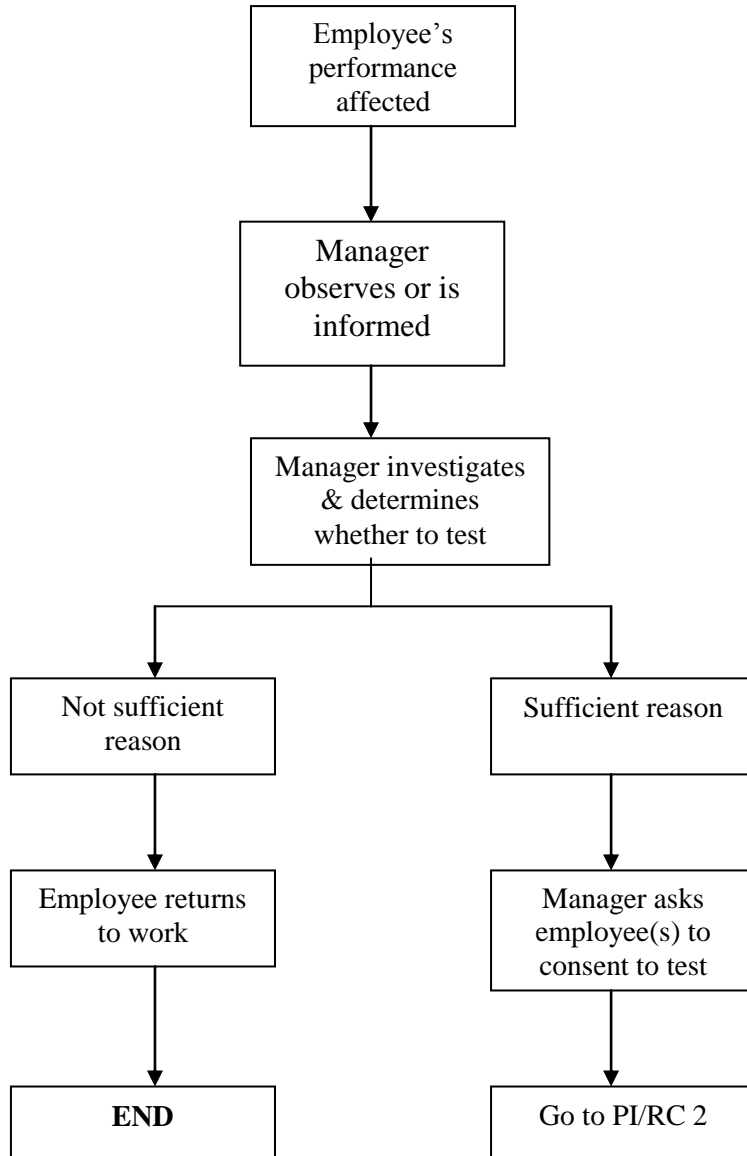 Employee’s
performance
affected
Manager
observes or is
informed
Manager investigates
& determines
whether to test
Not sufficient
reason
Sufficient reason
Employee returns
to work
Manager asks
employee(s) to
consent to test
END
Go to PI/RC 2